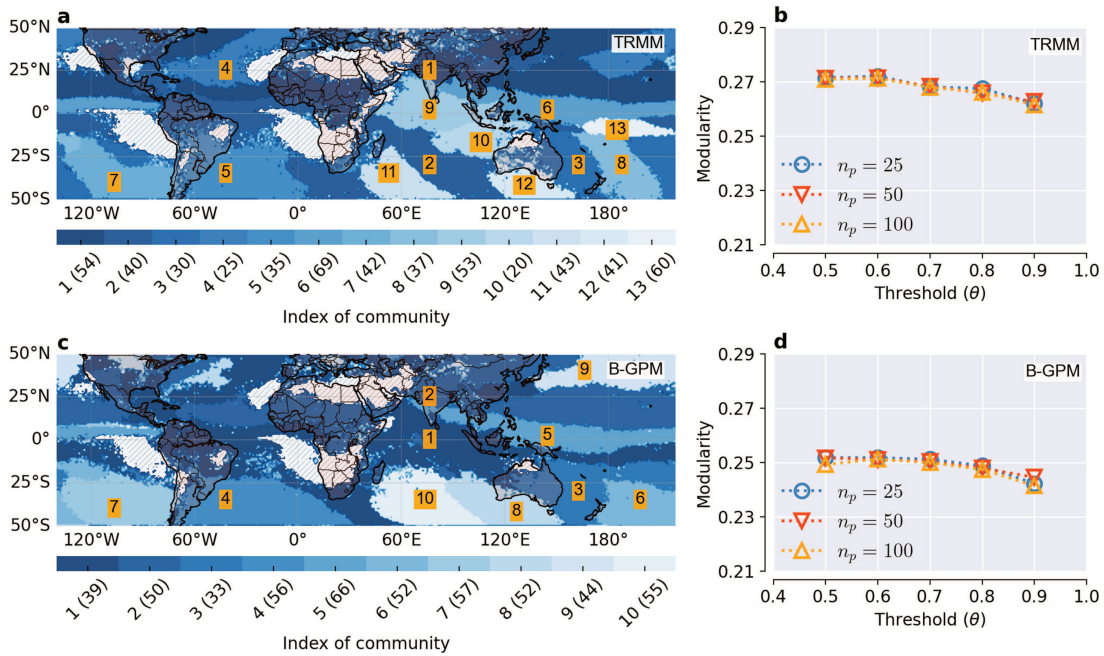 a
50°N
25°N
0°
25°S
50°S
TRMM
4
1
9
6
13
10
7
5
11
2
3
8
12
120°W 60°W 0° 60°E 120°E 180°
1 (54) 2 (40) 3 (30) 4 (25) 5 (35) 6 (69) 7 (42) 8 (37) 9 (53) 10 (20) 11 (43) 12 (41) 13 (60)
Index of community
b
0.29
0.27
0.25
0.23
0.21
Modularity
TRMM
n_p = 25
n_p = 50
n_p = 100
0.4 0.5 0.6 0.7 0.8 0.9 1.0
Threshold (θ)
c
50°N
25°N
0°
25°S
50°S
B-GPM
9
2
1
5
7
4
10
3
6
8
120°W 60°W 0° 60°E 120°E 180°
1 (39) 2 (50) 3 (33) 4 (56) 5 (66) 6 (52) 7 (57) 8 (52) 9 (44) 10 (55)
Index of community
d
0.29
0.27
0.25
0.23
0.21
Modularity
B-GPM
n_p = 25
n_p = 50
n_p = 100
0.4 0.5 0.6 0.7 0.8 0.9 1.0
Threshold (θ)